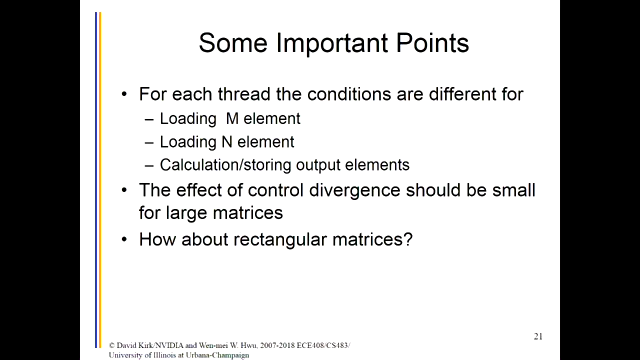 Some Important Points
• For each thread the conditions are different for
– Loading M element
– Loading N element
– Calculation/storing output elements
• The effect of control divergence should be small
for large matrices
• How about rectangular matrices?
21
© David Kirk/NVIDIA and Wen-mei W. Hwu, 2007-2018 ECE408/CS483/
University of Illinois at Urbana-Champaign